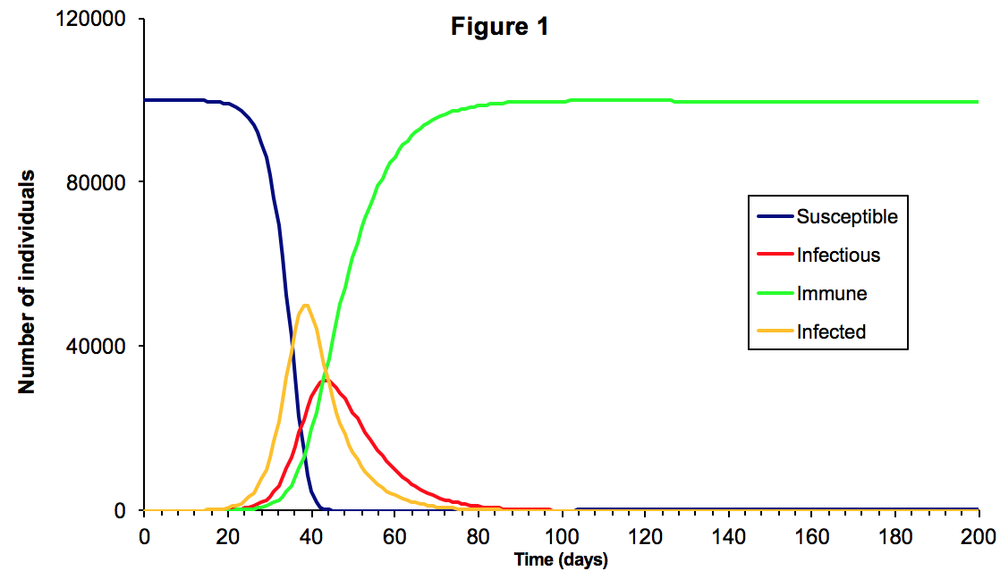 Figure 1
120000
80000
40000
0
Number of individuals
Susceptible
Infectious
Immune
Infected
0 20 40 60 80 100 120 140 160 180 200
Time (days)